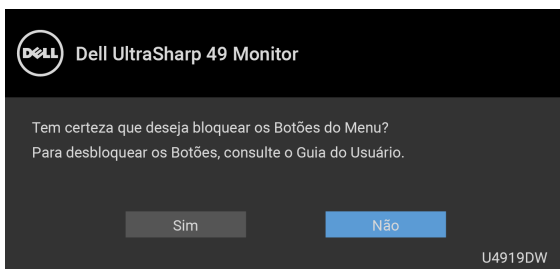 DELL Dell UltraSharp 49 Monitor
Tem certeza que deseja bloquear os Botões do Menu?
Para desbloquear os Botões, consulte o Guia do Usuário.
Sim Não
U4919DW